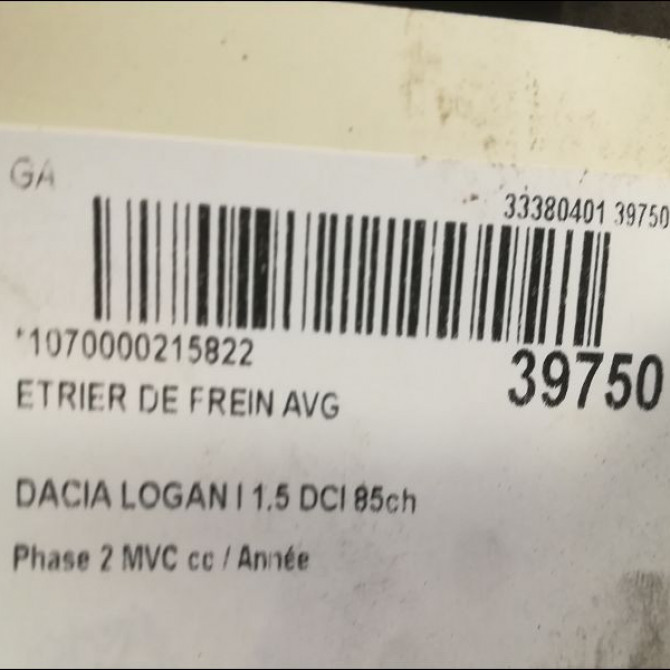 GA
33380401 39750
*1070000215822
39750
ETRIER DE FREIN AVG
DACIA LOGAN I 1.5 DCI 85ch
Phase 2 MVC cc / Année